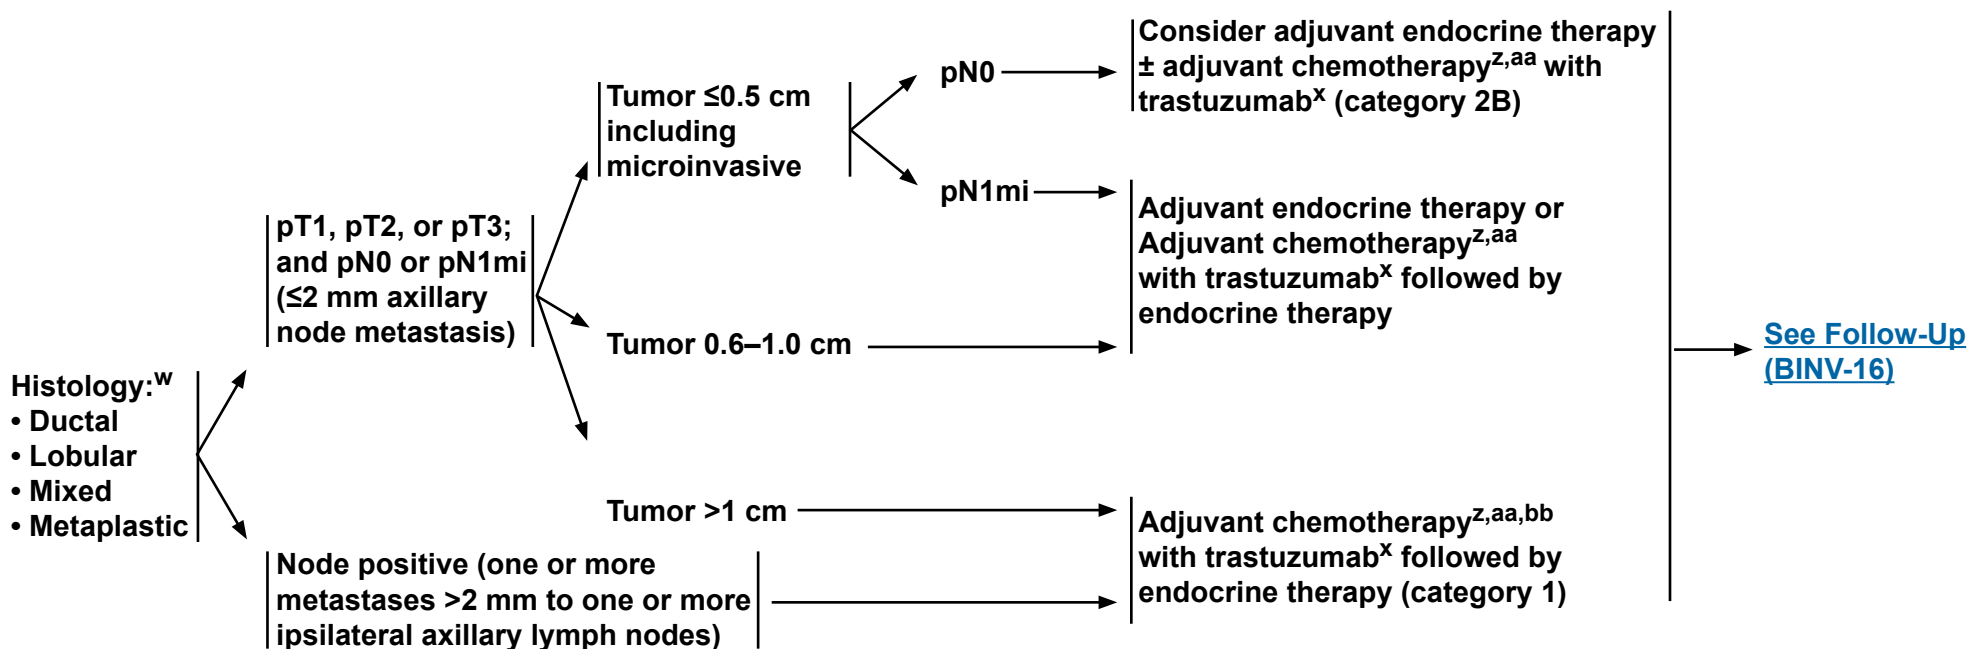 Histology:w
• Ductal
• Lobular
• Mixed
• Metaplastic
pT1, pT2, or pT3;
and pN0 or pN1mi
(≤2 mm axillary
node metastasis)
Node positive (one or more
metastases >2 mm to one or more
ipsilateral axillary lymph nodes)
Tumor ≤0.5 cm
including
microinvasive
Tumor 0.6–1.0 cm
Tumor >1 cm
pN0
pN1mi
Consider adjuvant endocrine therapy
± adjuvant chemotherapyz,aa with
trastuzumabx (category 2B)
Adjuvant endocrine therapy or
Adjuvant chemotherapyz,aa
with trastuzumabx followed by
endocrine therapy
Adjuvant chemotherapyz,aa,bb
with trastuzumabx followed by
endocrine therapy (category 1)
See Follow-Up
(BINV-16)